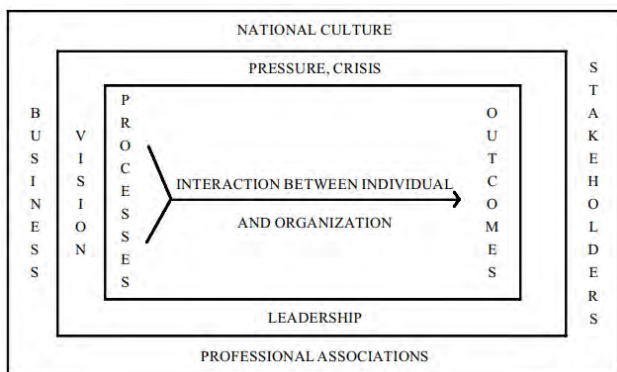 NATIONAL CULTURE
PRESSURE, CRISIS
BUSINESS
VISION
PROCESSES
INTERACTION BETWEEN INDIVIDUAL
AND ORGANIZATION
OUTCOMES
STAKEHOLDERS
LEADERSHIP
PROFESSIONAL ASSOCIATIONS